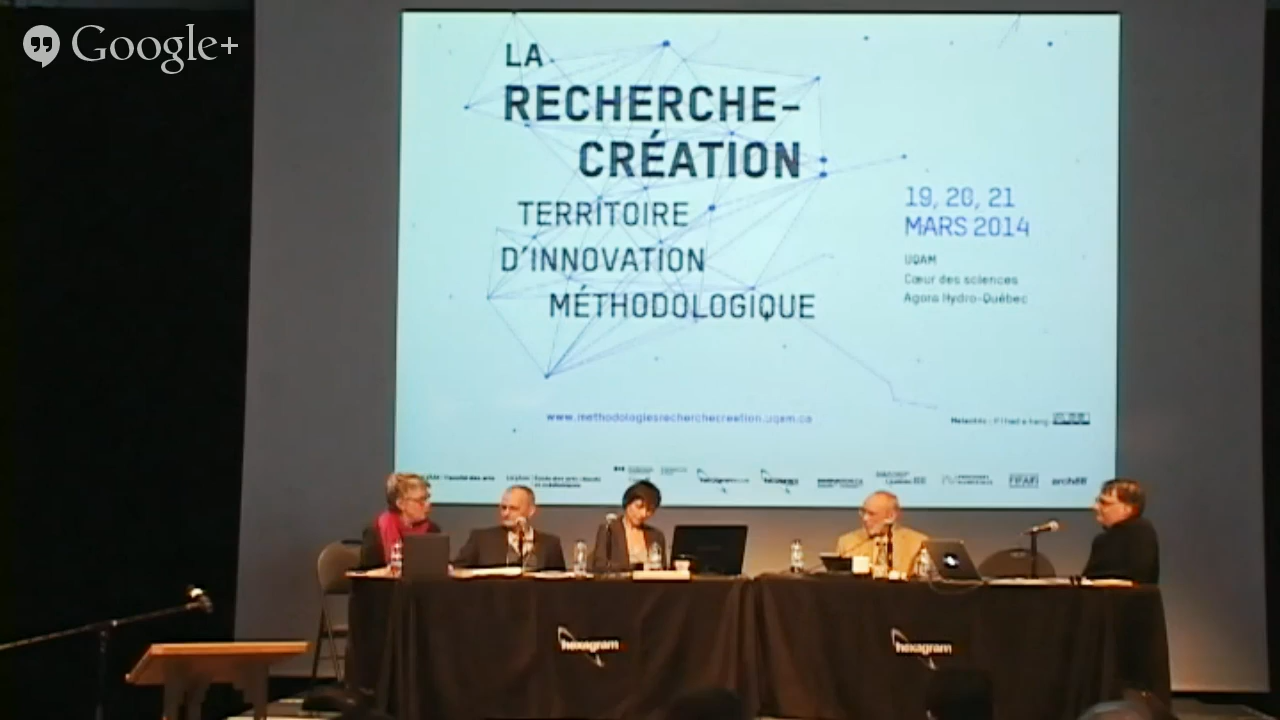 Google+
LA
RECHERCHE-
CRÉATION :
TERRITOIRE
D'INNOVATION
MÉTHODOLOGIQUE
19, 20, 21
MARS 2014
UQAM
Cœur des sciences
Agora Hydro-Québec
www.methodologiesrecherchecreation.uqam.ca
hexagram
hexagram